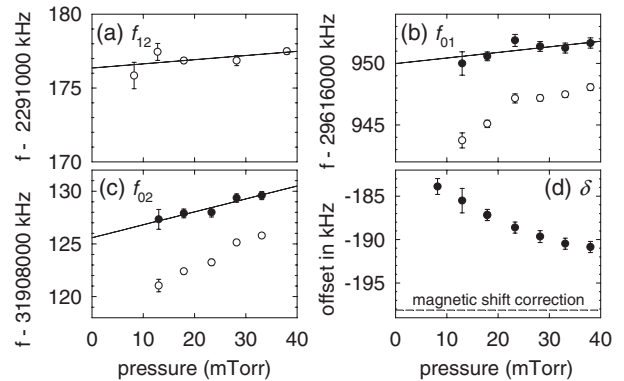 (a) f12
f - 2291000 kHz
180
177
175
170
(b) f01
f - 29616000 kHz
950
945
(c) f02
f - 31908000 kHz
130
125
120
0 10 20 30 40
pressure (mTorr)
(d) δ
offset in kHz
-185
-190
-195
magnetic shift correction
0 10 20 30 40
pressure (mTorr)